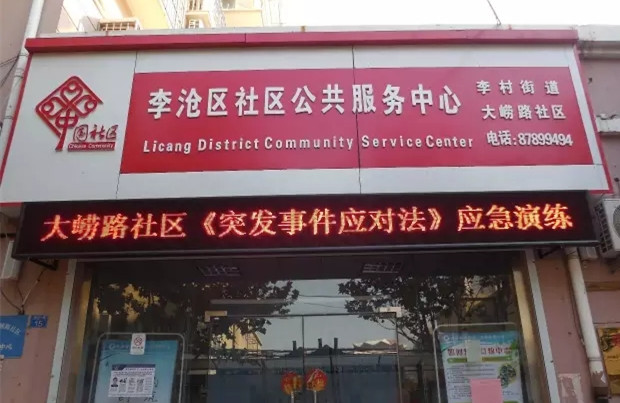 中国社区
Chinese Community
李沧区社区公共服务中心
Licang District Community Service Center
李村街道
大崂路社区
电话:87899494
大崂路社区《突发事件应对法》应急演练